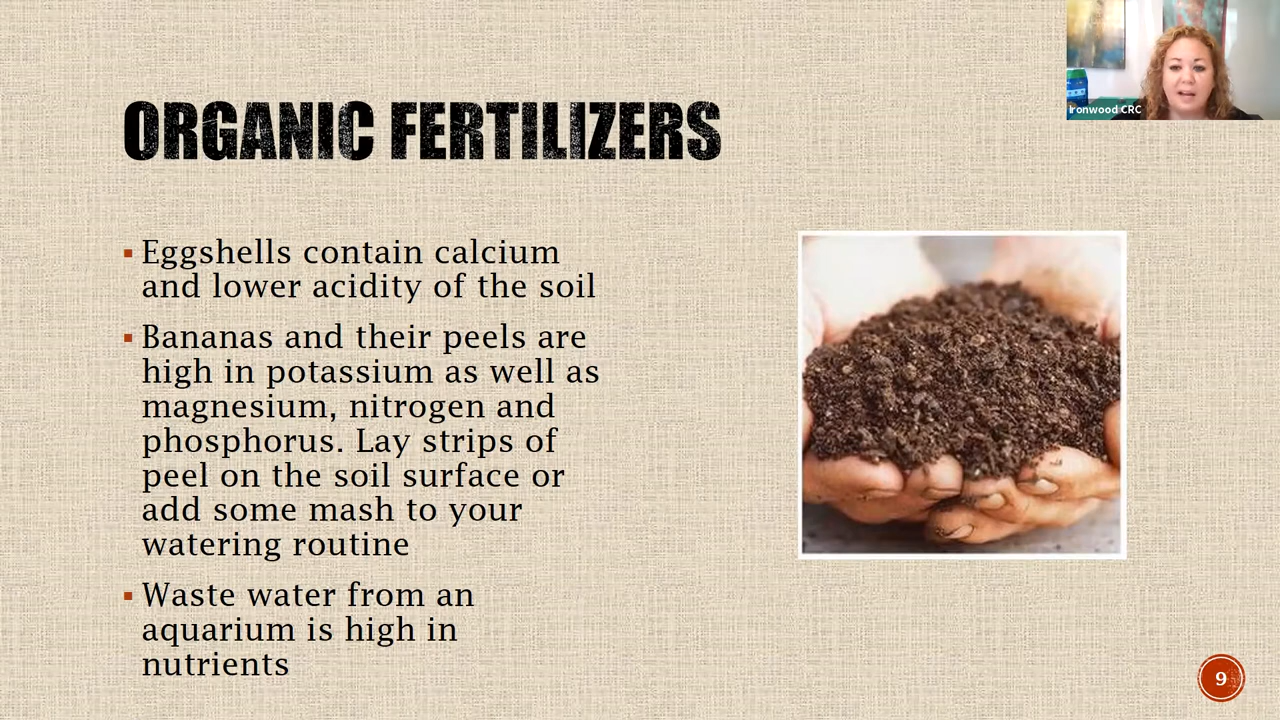 Ironwood CRC
ORGANIC FERTILIZERS
Eggshells contain calcium
and lower acidity of the soil
Bananas and their peels are
high in potassium as well as
magnesium, nitrogen and
phosphorus. Lay strips of
peel on the soil surface or
add some mash to your
watering routine
Waste water from an
aquarium is high in
nutrients
9